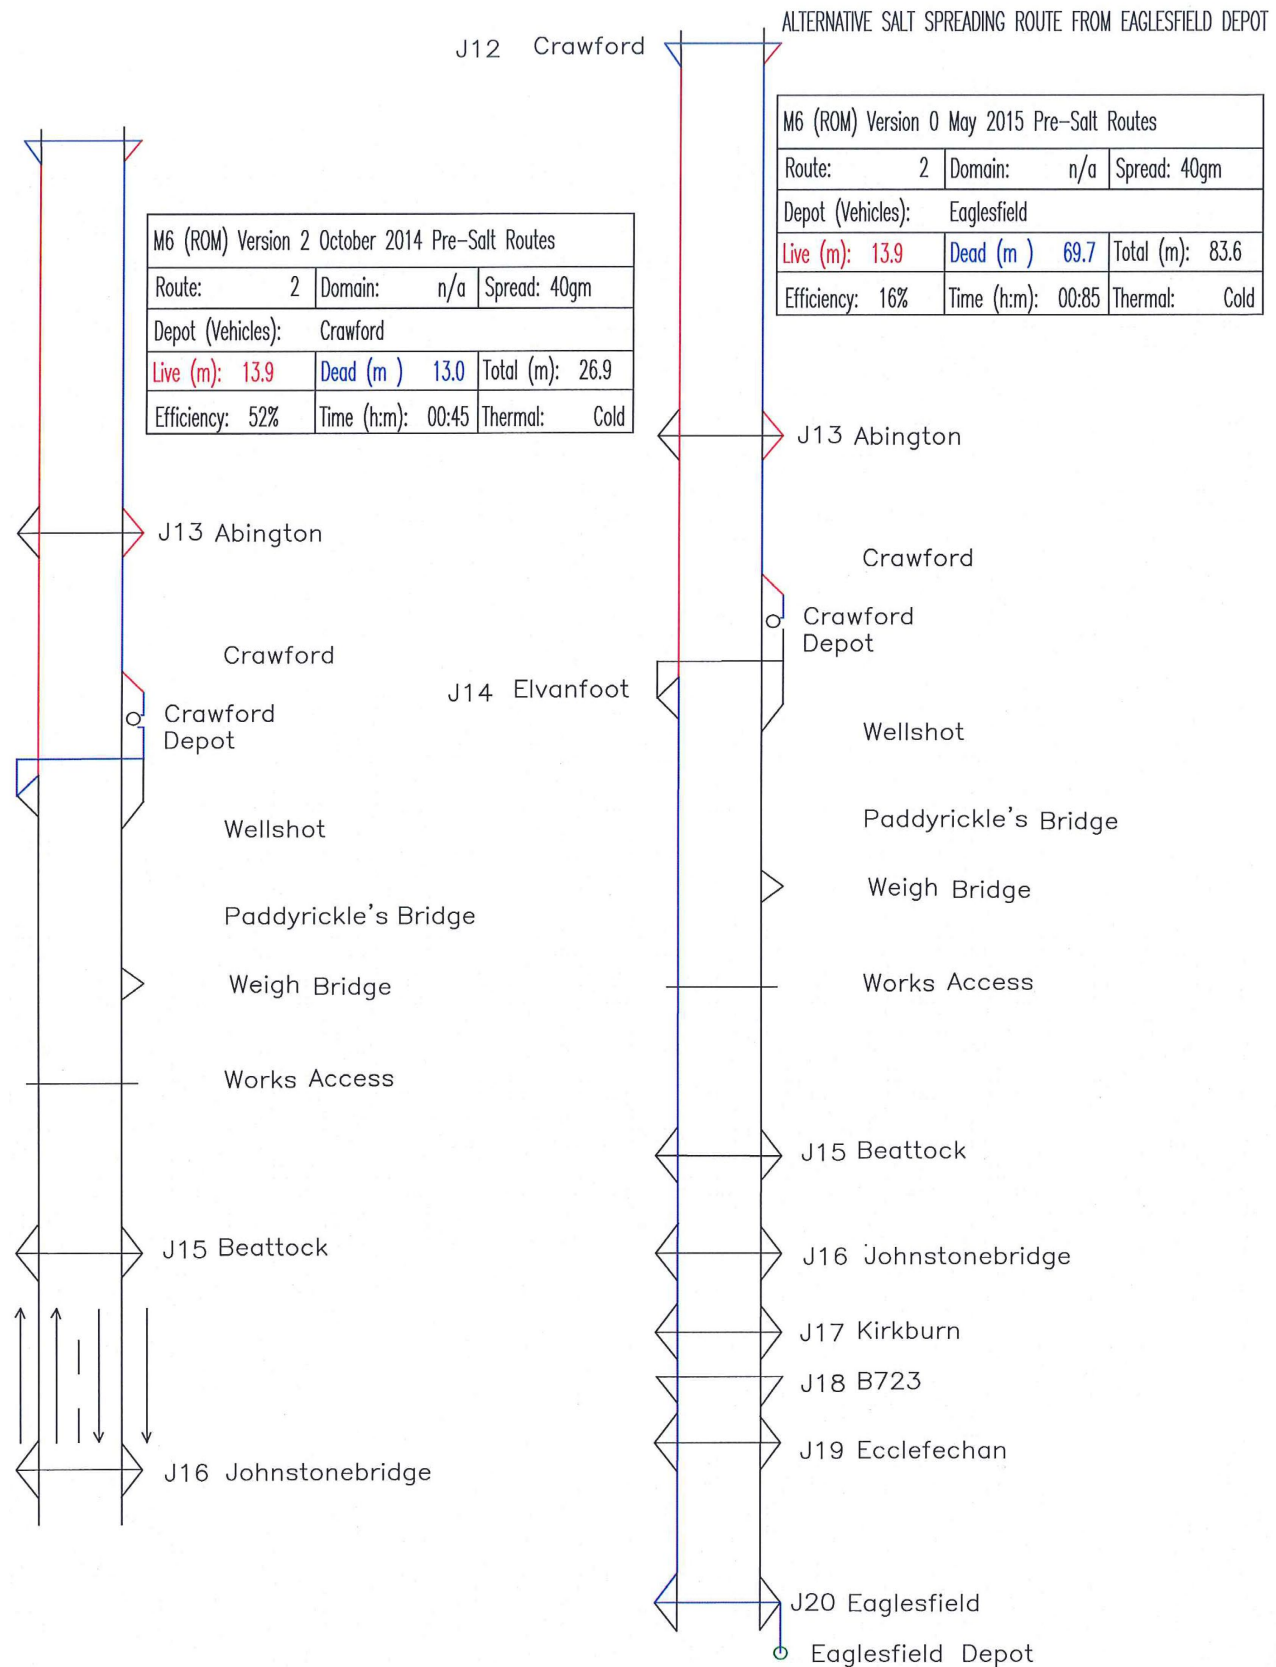 ALTERNATIVE SALT SPREADING ROUTE FROM EAGLESFIELD DEPOT
J12 Crawford
M6 (ROM) Version 2 October 2014 Pre-Salt Routes
Route: 2 Domain: n/a Spread: 40gm
Depot (Vehicles): Crawford
Live (m): 13.9 Dead (m ) 13.0 Total (m): 26.9
Efficiency: 52% Time (h:m): 00:45 Thermal: Cold
J13 Abington
Crawford
Crawford
Depot
Wellshot
Paddyrickle's Bridge
Weigh Bridge
Works Access
J15 Beattock
J16 Johnstonebridge
M6 (ROM) Version 0 May 2015 Pre-Salt Routes
Route: 2 Domain: n/a Spread: 40gm
Depot (Vehicles): Eaglesfield
Live (m): 13.9 Dead (m ) 69.7 Total (m): 83.6
Efficiency: 16% Time (h:m): 00:85 Thermal: Cold
J13 Abington
Crawford
Crawford
Depot
J14 Elvanfoot
Wellshot
Paddyrickle's Bridge
Weigh Bridge
Works Access
J15 Beattock
J16 Johnstonebridge
J17 Kirkburn
J18 B723
J19 Ecclefechan
J20 Eaglesfield
Eaglesfield Depot